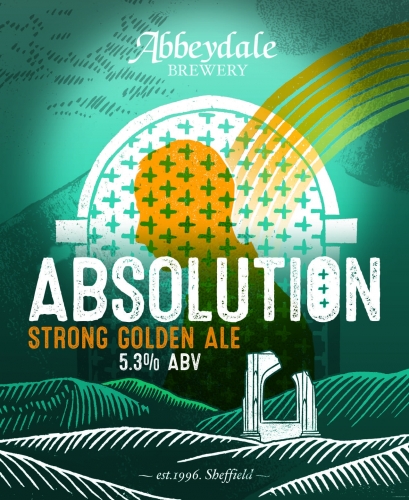 Abbeydale
BREWERY
ABSOLUTION
STRONG GOLDEN ALE
5.3% ABV
— est.1996. Sheffield —